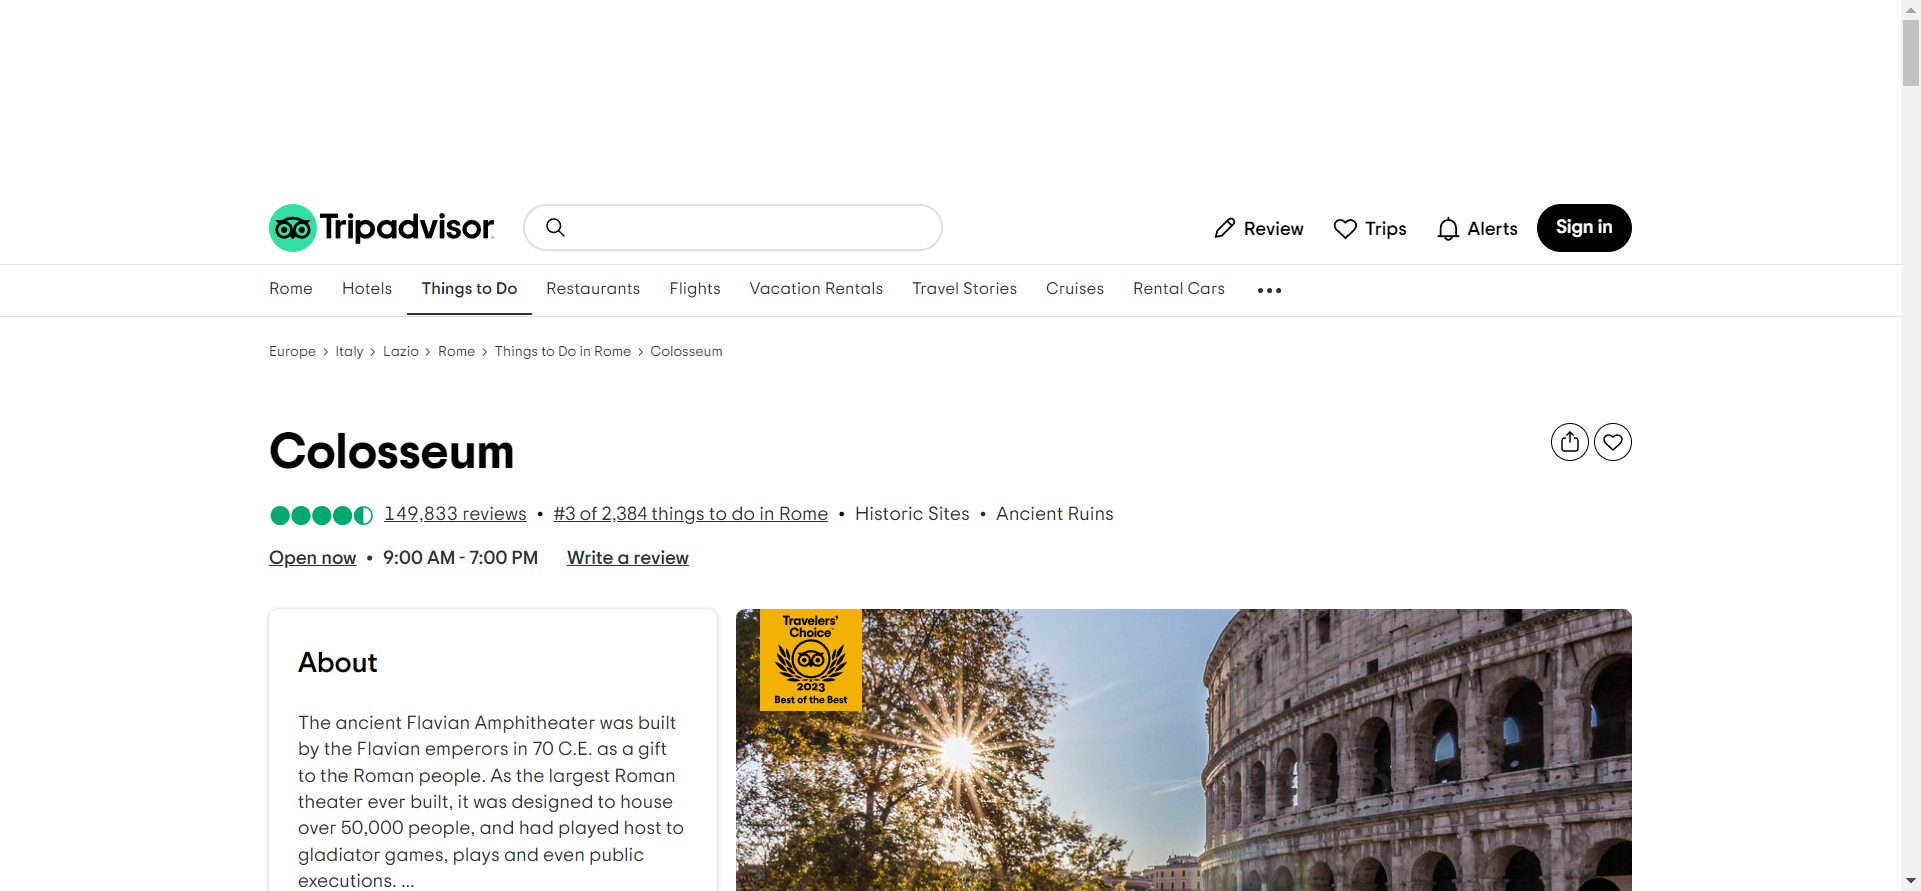 Tripadvisor
Review
Trips
Alerts
Sign in
Rome
Hotels
Things to Do
Restaurants
Flights
Vacation Rentals
Travel Stories
Cruises
Rental Cars
Europe › Italy › Lazio › Rome › Things to Do in Rome › Colosseum
Colosseum
149,833 reviews • #3 of 2,384 things to do in Rome • Historic Sites • Ancient Ruins
Open now • 9:00 AM - 7:00 PM Write a review
About
The ancient Flavian Amphitheater was built
by the Flavian emperors in 70 C.E. as a gift
to the Roman people. As the largest Roman
theater ever built, it was designed to house
over 50,000 people, and had played host to
gladiator games, plays and even public
executions. ...
Travelers'
Choice™
2023
Best of the Best